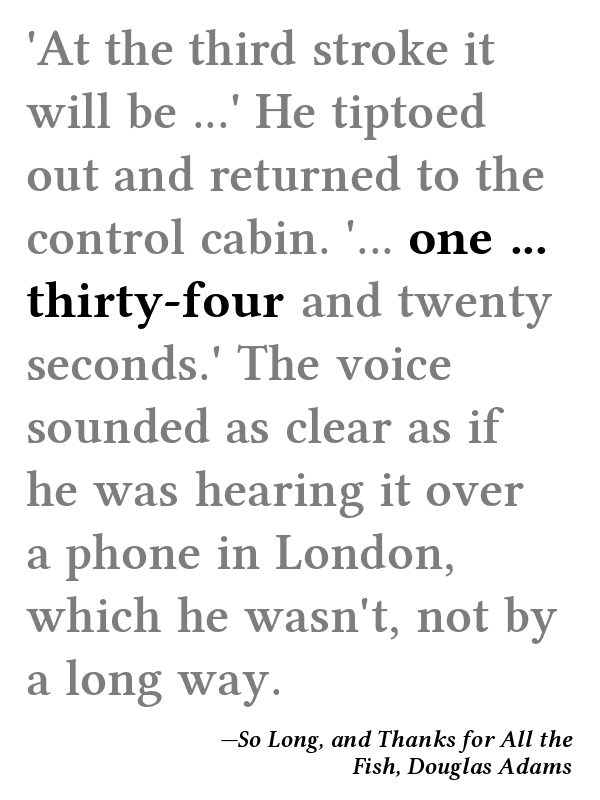 'At the third stroke it
will be ...' He tiptoed
out and returned to the
control cabin. '... one ...
thirty-four and twenty
seconds.' The voice
sounded as clear as if
he was hearing it over
a phone in London,
which he wasn't, not by
a long way.
—So Long, and Thanks for All the
Fish, Douglas Adams